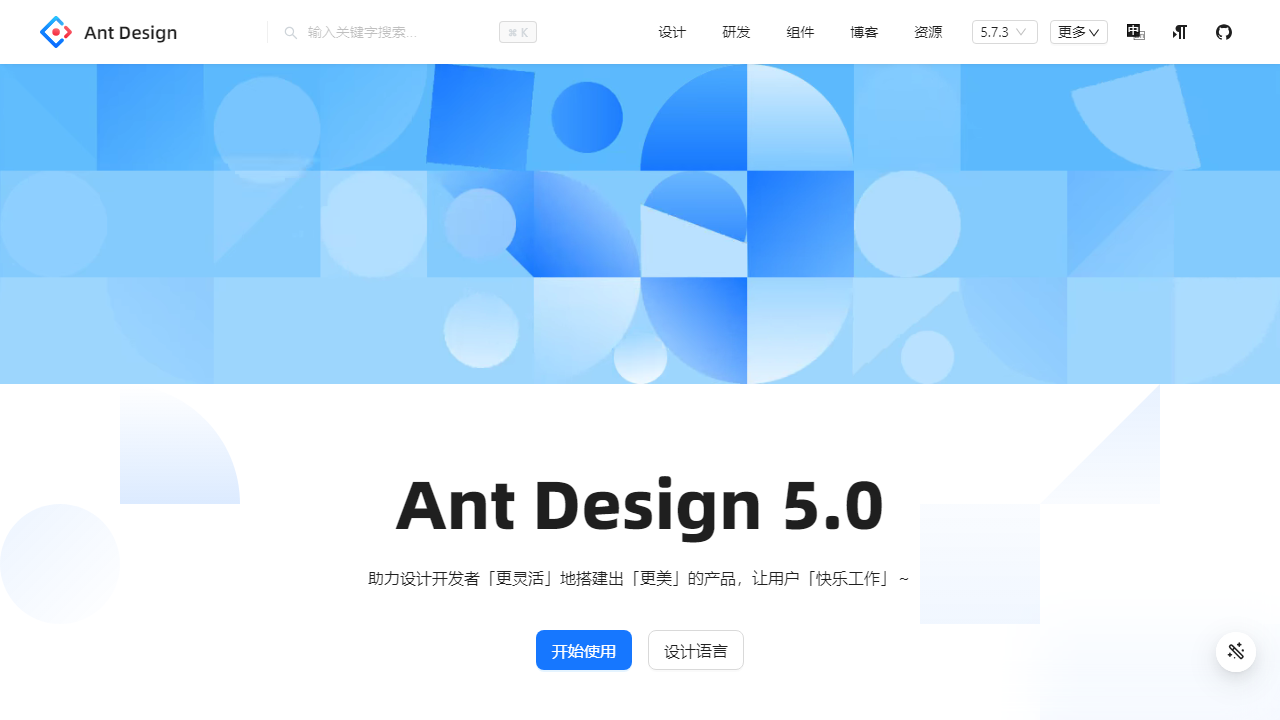 Ant Design
输入关键字搜索...
⌘ K
设计
研发
组件
博客
资源
5.7.3
更多
中
Ant Design 5.0
助力设计开发者「更灵活」地搭建出「更美」的产品，让用户「快乐工作」～
开始使用
设计语言